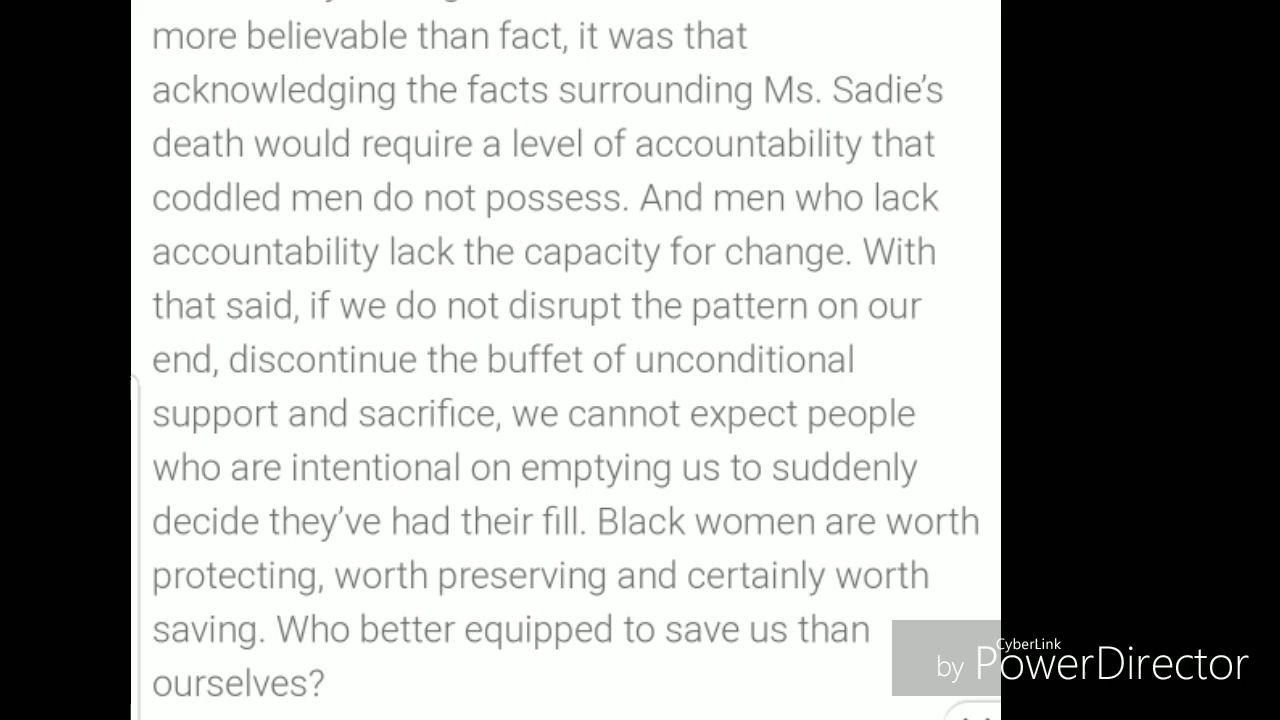 more believable than fact, it was that
acknowledging the facts surrounding Ms. Sadie's
death would require a level of accountability that
coddled men do not possess. And men who lack
accountability lack the capacity for change. With
that said, if we do not disrupt the pattern on our
end, discontinue the buffet of unconditional
support and sacrifice, we cannot expect people
who are intentional on emptying us to suddenly
decide they've had their fill. Black women are worth
protecting, worth preserving and certainly worth
saving. Who better equipped to save us than
ourselves?
CyberLink
by PowerDirector